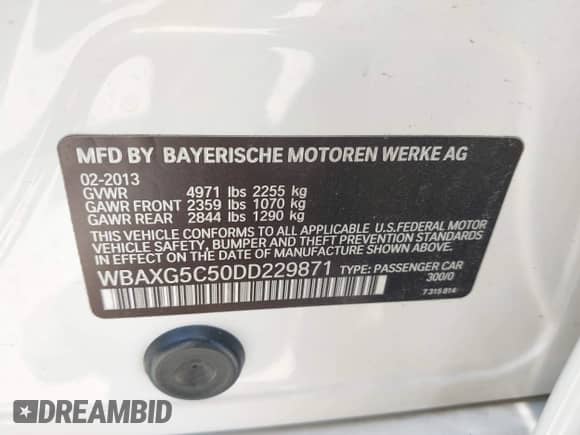 MFD BY BAYERISCHE MOTOREN WERKE AG
02-2013
GVWR 4971 lbs 2255 kg
GAWR FRONT 2359 lbs 1070 kg
GAWR REAR 2844 lbs 1290 kg
THIS VEHICLE CONFORMS TO ALL APPLICABLE U.S.FEDERAL MOTOR
VEHICLE SAFETY, BUMPER AND THEFT PREVENTION STANDARDS
IN EFFECT ON THE DATE OF MANUFACTURE SHOWN ABOVE.
WBAXG5C50DD229871 TYPE: PASSENGER CAR
300/0
7315814
DREAMBID